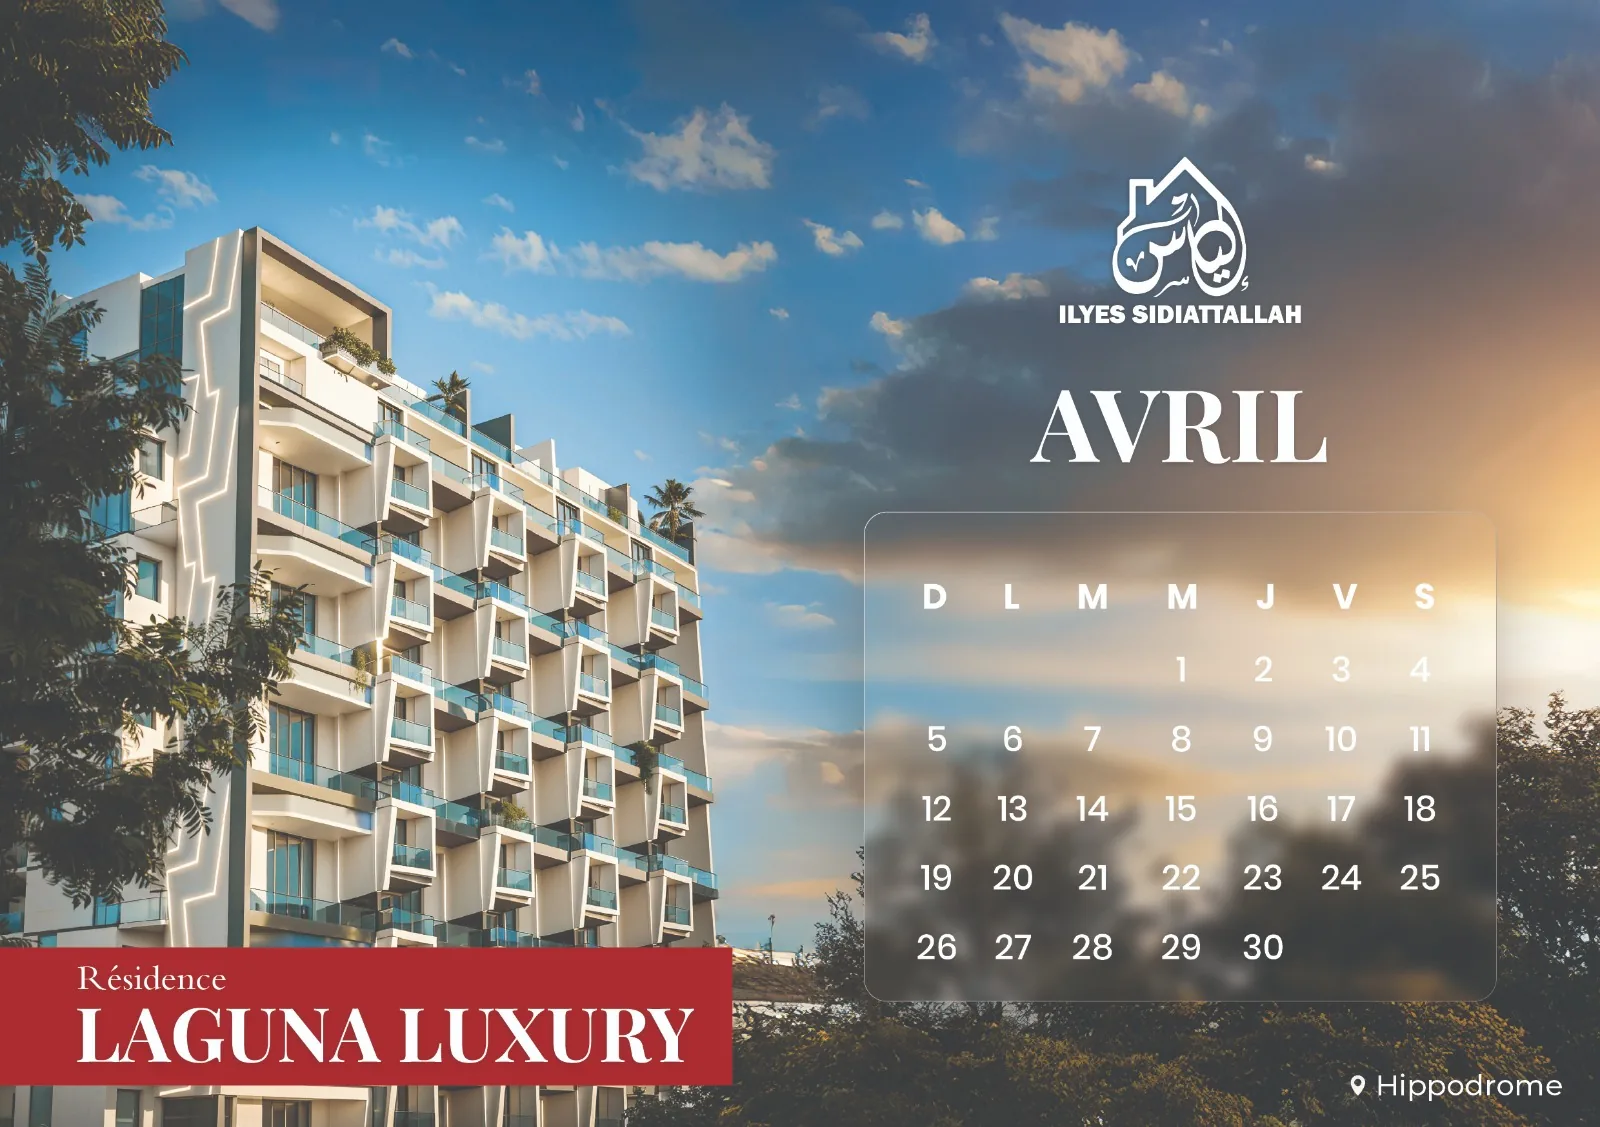 إلياس
ILYES SIDIATTALLAH
AVRIL
D L M M J V S
1 2 3 4
5 6 7 8 9 10 11
12 13 14 15 16 17 18
19 20 21 22 23 24 25
26 27 28 29 30
Résidence
LAGUNA LUXURY
Hippodrome